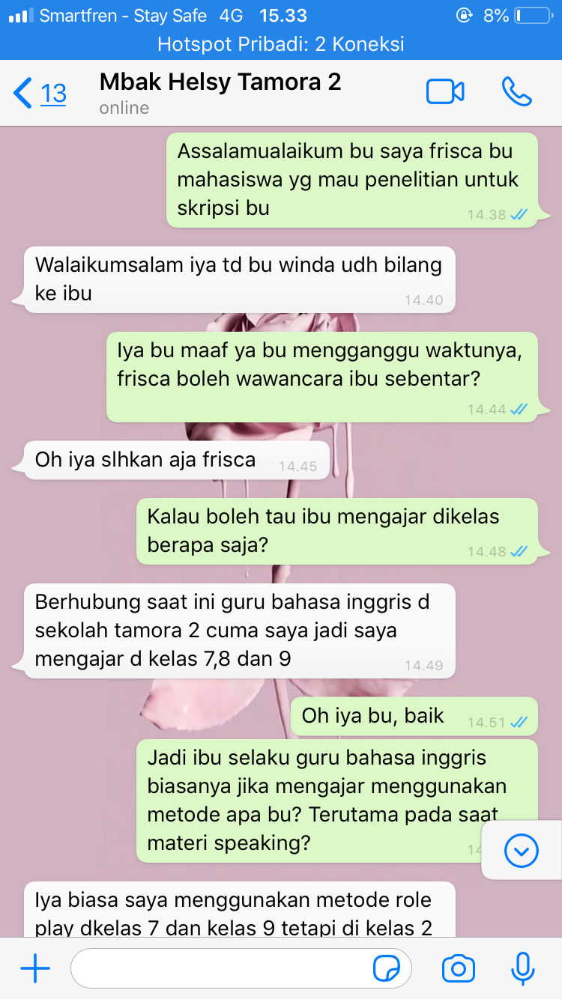 Smartfren - Stay Safe 4G 15.33 8%
Hotspot Pribadi: 2 Koneksi
13 Mbak Helsy Tamora 2
online
Assalamualaikum bu saya frisca bu
mahasiswa yg mau penelitian untuk
skripsi bu
14.38
Walaikumsalam iya td bu winda udh bilang
ke ibu
14.40
Iya bu maaf ya bu mengganggu waktunya,
frisca boleh wawancara ibu sebentar?
14.44
Oh iya slhkan aja frisca 14.45
Kalau boleh tau ibu mengajar dikelas
berapa saja?
14.48
Berhubung saat ini guru bahasa inggris d
sekolah tamora 2 cuma saya jadi saya
mengajar d kelas 7,8 dan 9
14.49
Oh iya bu, baik 14.51
Jadi ibu selaku guru bahasa inggris
biasanya jika mengajar menggunakan
metode apa bu? Terutama pada saat
materi speaking?
Iya biasa saya menggunakan metode role
play dkelas 7 dan kelas 9 tetapi di kelas 2